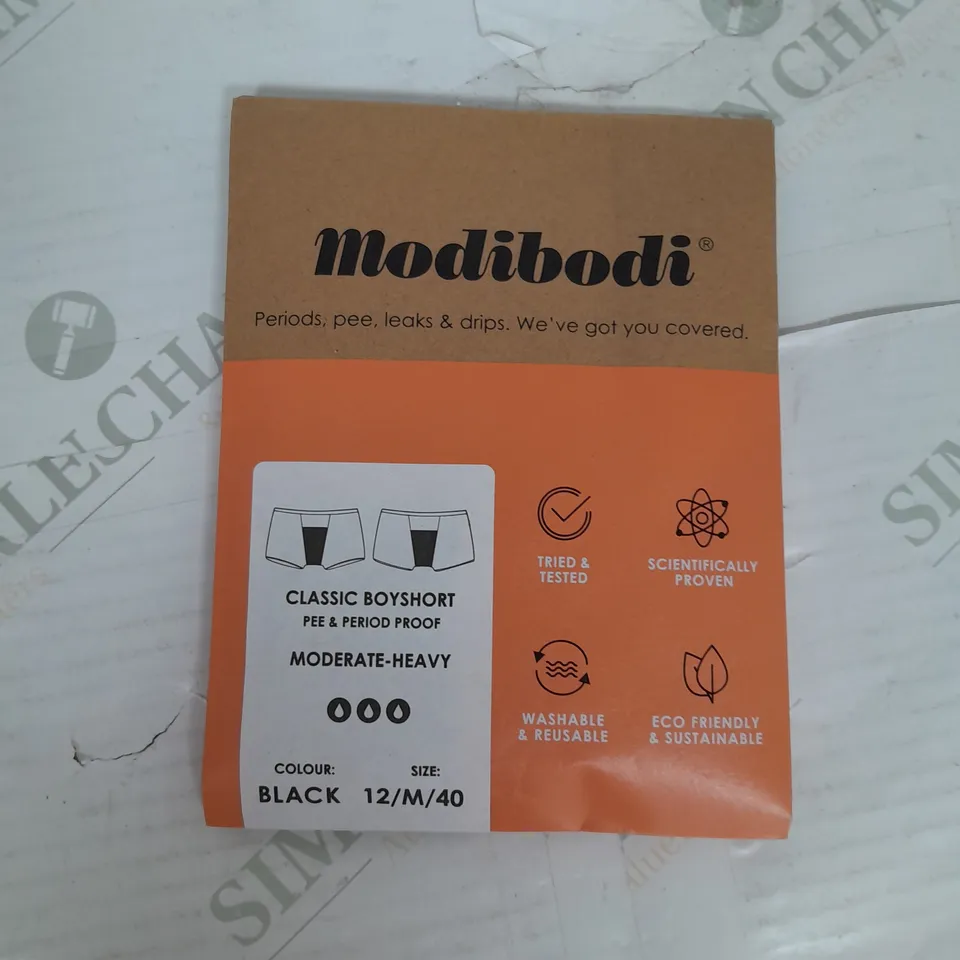 Modibodi®
Periods, pee, leaks & drips. We've got you covered.
CLASSIC BOYSHORT
PEE & PERIOD PROOF
MODERATE-HEAVY
COLOUR:
BLACK
SIZE:
12/M/40
TRIED &
TESTED
SCIENTIFICALLY
PROVEN
WASHABLE
& REUSABLE
ECO FRIENDLY
& SUSTAINABLE